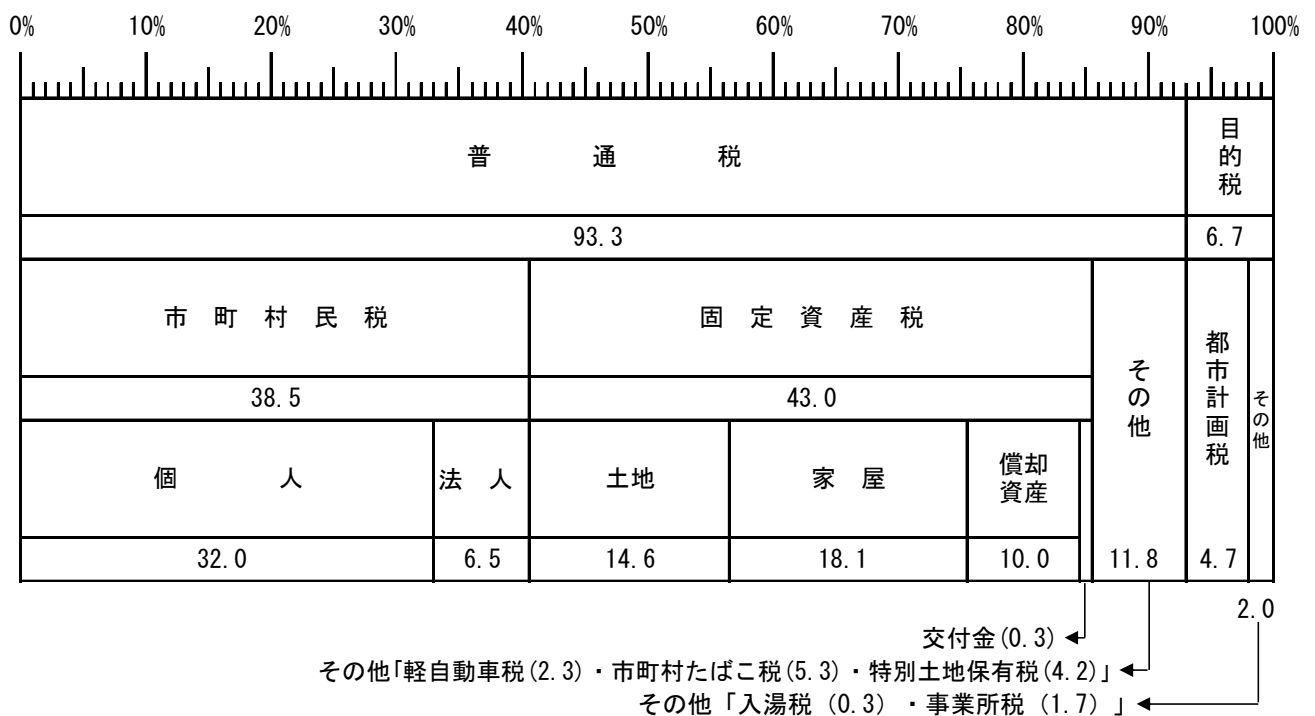 0% 10% 20% 30% 40% 50% 60% 70% 80% 90% 100%
普通税
目的税
93.3 6.7
市町村民税 固定資産税
その他
都市計画税
その他
38.5 43.0
個人 法人 土地 家屋 償却資産
32.0 6.5 14.6 18.1 10.0 11.8 4.7
2.0
交付金(0.3)
その他「軽自動車税(2.3)・市町村たばこ税(5.3)・特別土地保有税(4.2)」
その他「入湯税（0.3）・事業所税（1.7）」